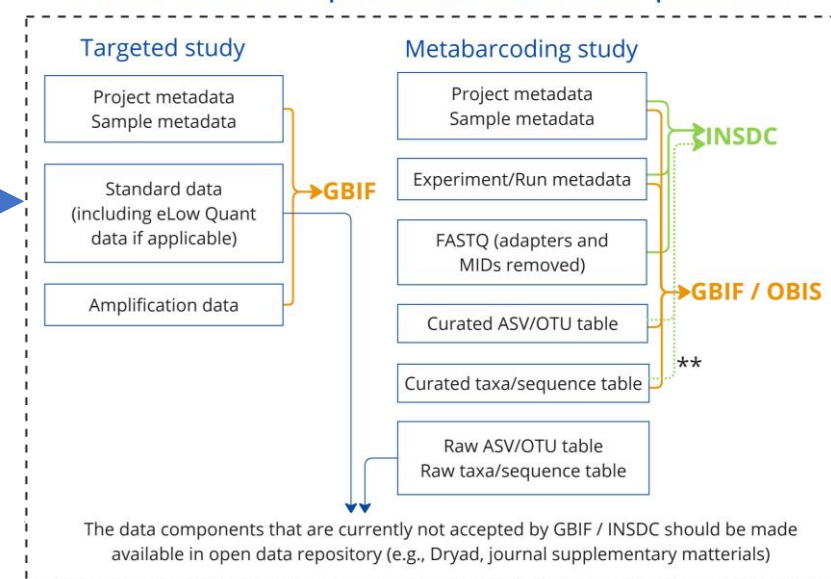 Targeted study
Project metadata
Sample metadata
Standard data
(including eLow Quant
data if applicable)
Amplification data
GBIF
Metabarcoding study
Project metadata
Sample metadata
Experiment/Run metadata
FASTQ (adapters and
MIDs removed)
Curated ASV/OTU table
Curated taxa/sequence table
Raw ASV/OTU table
Raw taxa/sequence table
INSDC
GBIF / OBIS
**
The data components that are currently not accepted by GBIF / INSDC should be made
available in open data repository (e.g., Dryad, journal supplementary matterials)